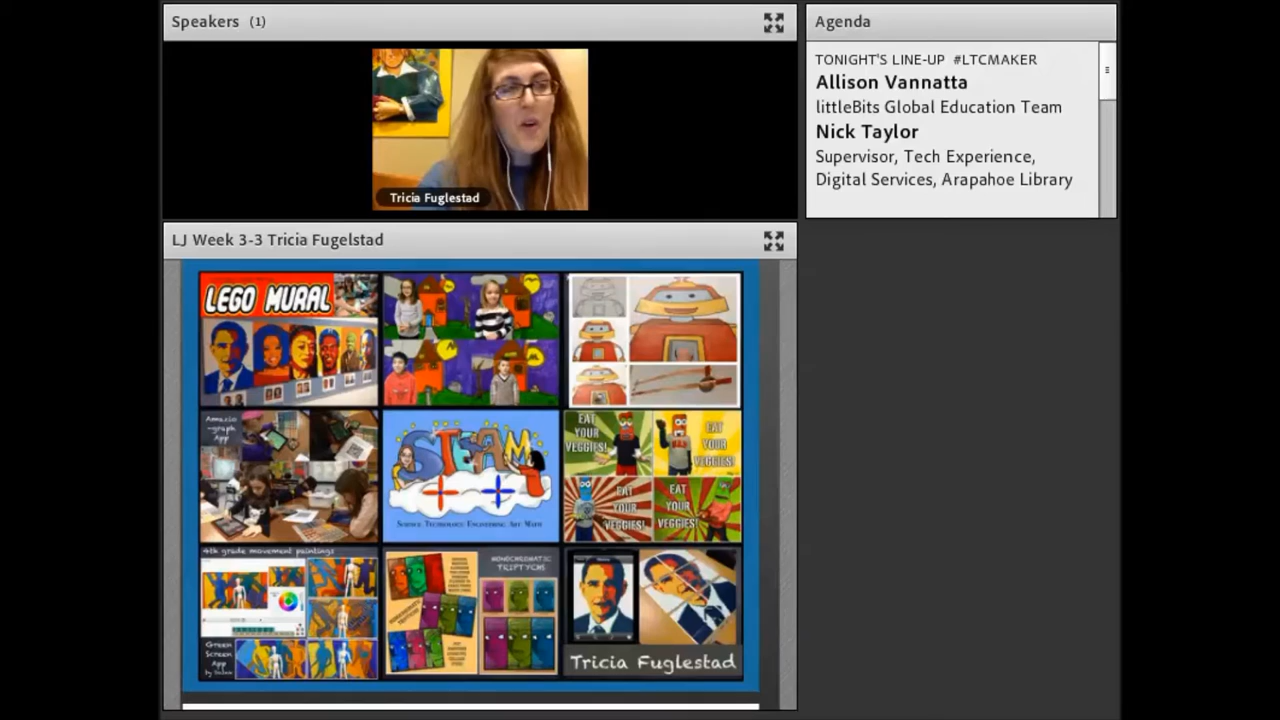 Speakers (1)
Tricia Fuglestad
Agenda
TONIGHT'S LINE-UP #LTCMAKER
Allison Vannatta
littleBits Global Education Team
Nick Taylor
Supervisor, Tech Experience,
Digital Services, Arapahoe Library
LJ Week 3-3 Tricia Fugelstad
LEGO MURAL
Amazio
-graph
App
STEAM
SCIENCE TECHNOLOGY ENGINEERING ART MATH
EAT
YOUR
VEGGIES!
EAT
YOUR
VEGGIES!
EAT
YOUR
VEGGIES!
EAT
YOUR
VEGGIES!
4th grade movement paintings
Green
Screen
App
MONOCHROMATIC
TRIPTYCHS
Tricia Fuglestad